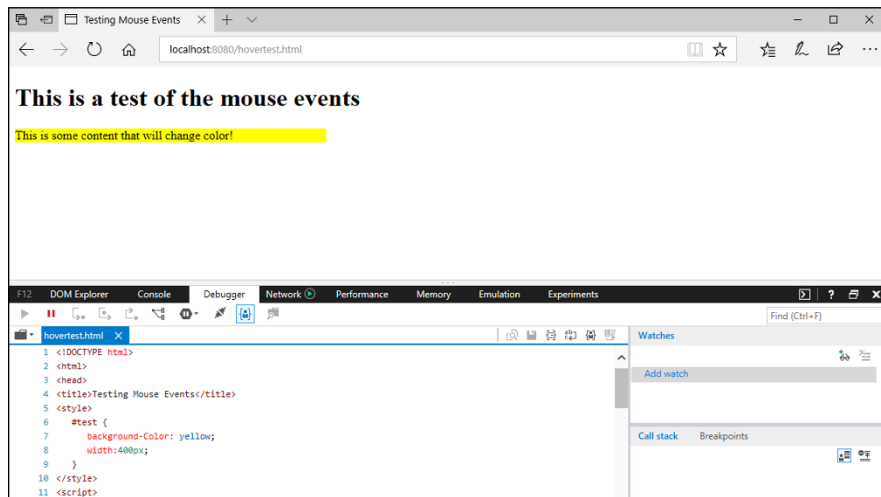 Testing Mouse Events
localhost:8080/hovertest.html
This is a test of the mouse events
This is some content that will change color!
F12 DOM Explorer Console Debugger Network Performance Memory Emulation Experiments ?
Find (Ctrl+F)
hovertest.html Watches
1 <!DOCTYPE html>
2 <html>
3 <head>
Add watch
4 <title>Testing Mouse Events</title>
5 <style>
6 #test {
7 background-Color: yellow;
8 width:400px;
Call stack Breakpoints
9 }
10 </style>
11 <script>